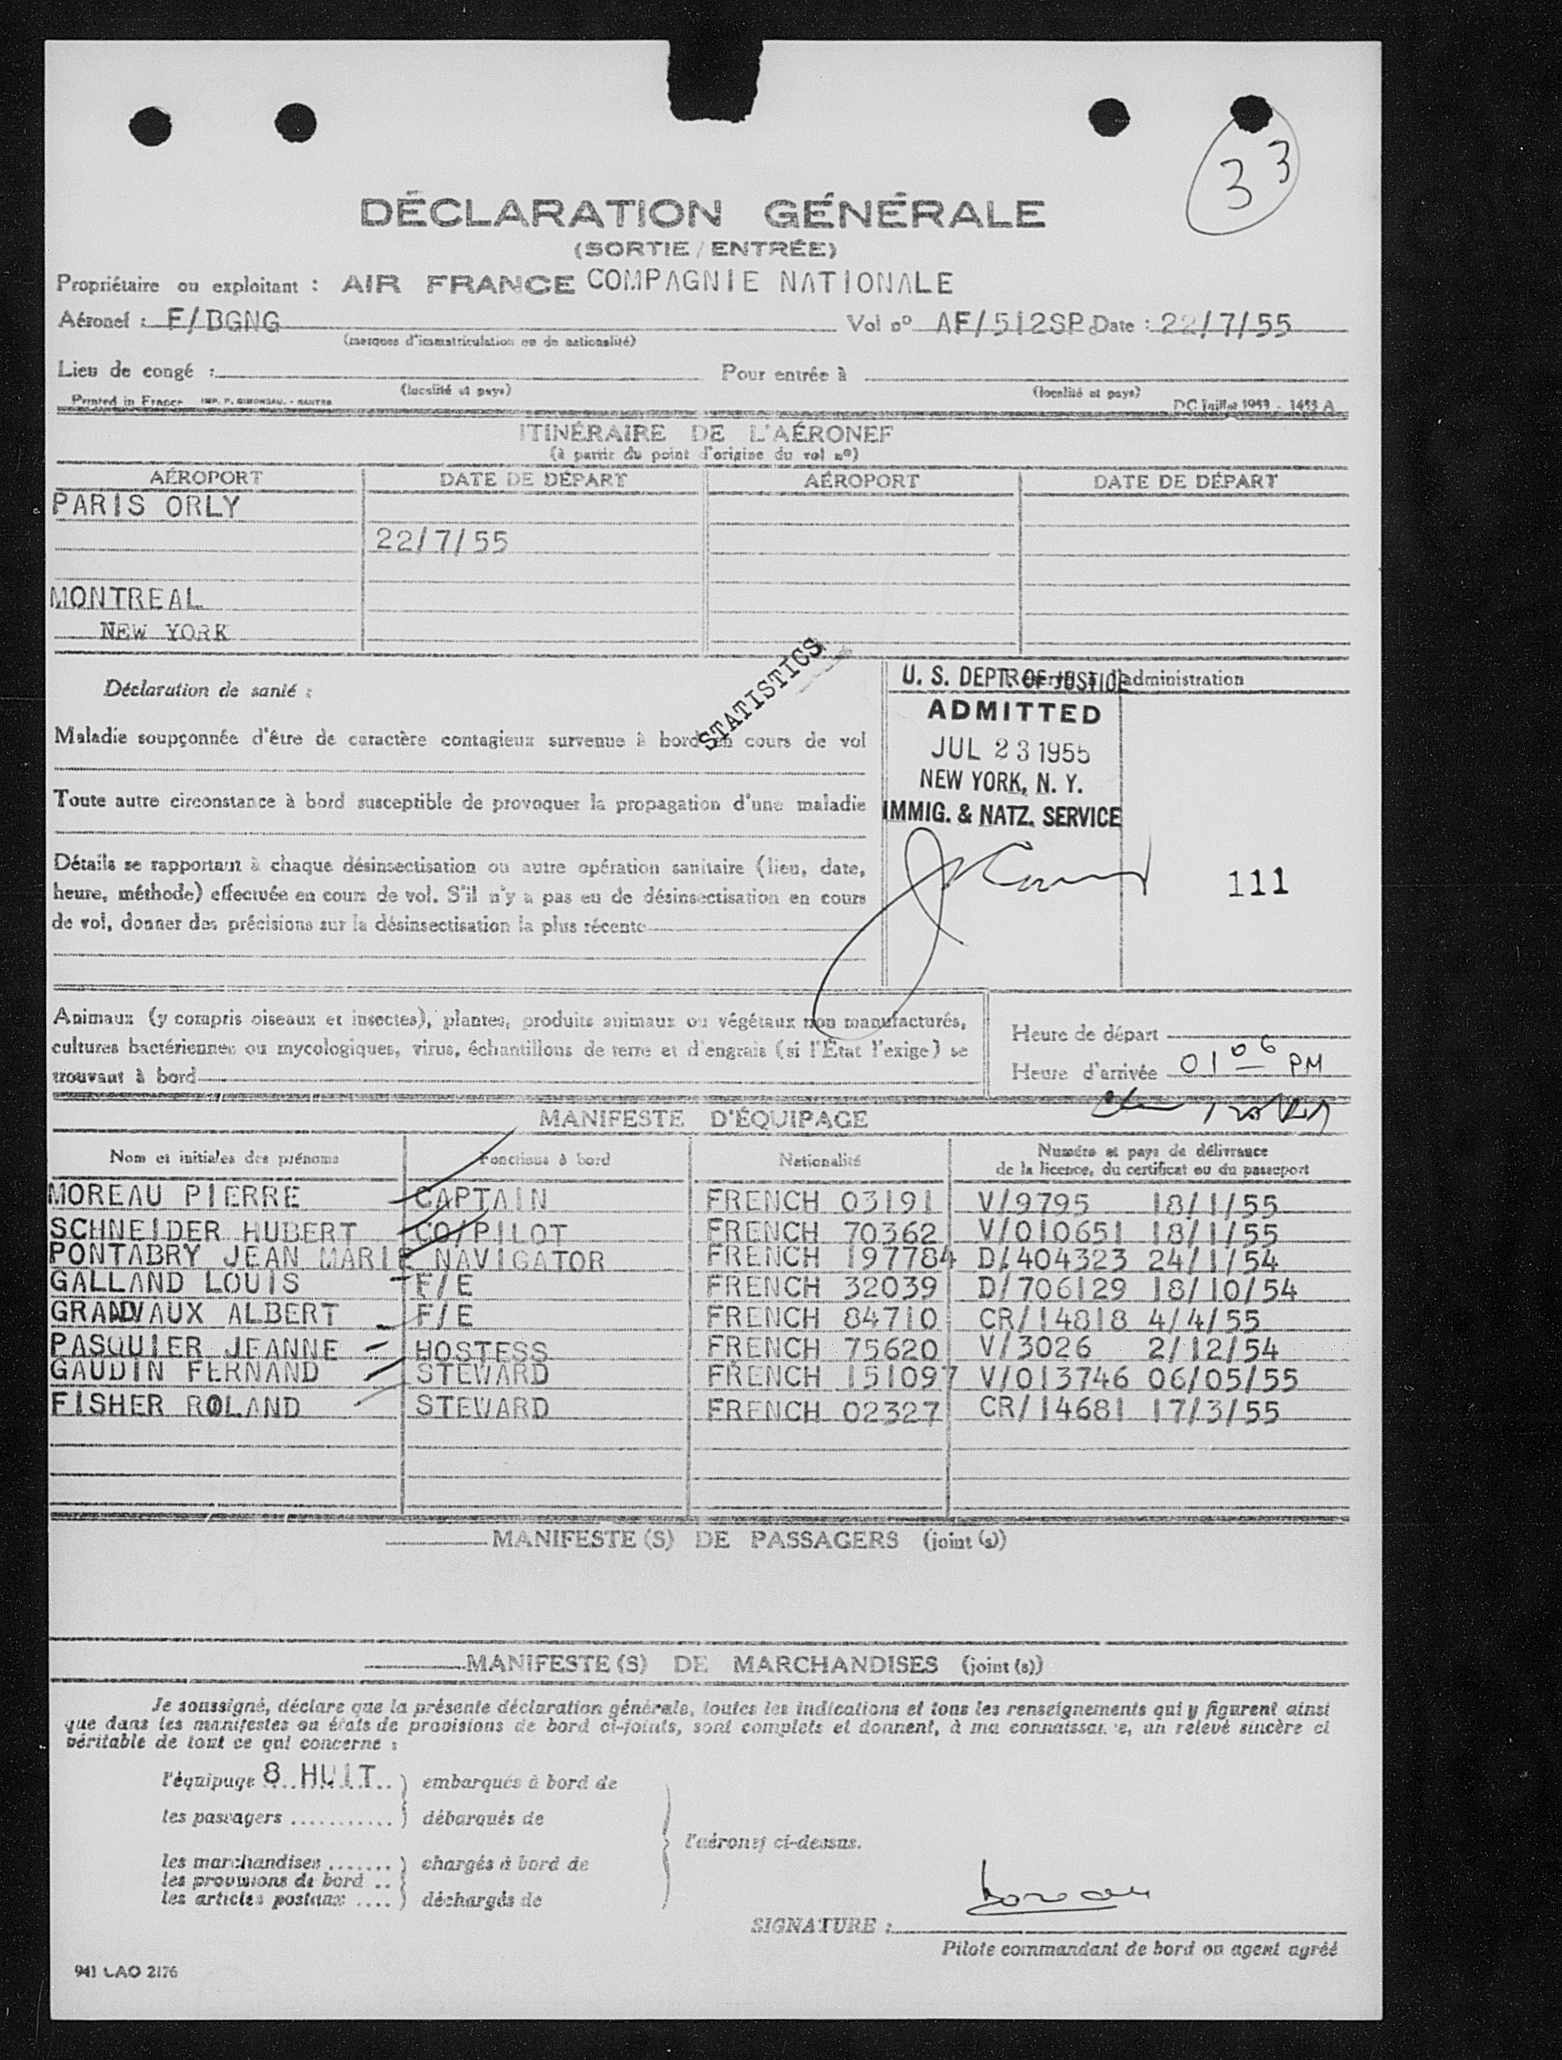 33
DÉCLARATION GÉNÉRALE
(SORTIE / ENTRÉE)
Propriétaire ou exploitant : AIR FRANCE COMPAGNIE NATIONALE
Aéronef : F/BGNG Vol nº AF/512SP Date : 22/7/55
(marques d'immatriculation ou de nationalité)
Lieu de congé : Pour entrée à
(localité et pays) (localité et pays)
Printed in France IMP. P. GIMONEAU. - NANTES DC Juillet 1953 - 1453 A
ITINÉRAIRE DE L'AÉRONEF
(à partir du point d'origine du vol nº)
AÉROPORT DATE DE DÉPART AÉROPORT DATE DE DÉPART
PARIS ORLY
22/7/55
MONTREAL
NEW YORK
STATISTICS
Déclaration de santé :
Maladie soupçonnée d'être de caractère contagieux survenue à bord en cours de vol
Toute autre circonstance à bord susceptible de provoquer la propagation d'une maladie
Détails se rapportant à chaque désinsectisation ou autre opération sanitaire (lieu, date,
heure, méthode) effectuée en cours de vol. S'il n'y a pas eu de désinsectisation en cours
de vol, donner des précisions sur la désinsectisation la plus récente
administration
U. S. DEPT. OF JUSTICE
ADMITTED
JUL 23 1955
NEW YORK, N. Y.
IMMIG. & NATZ. SERVICE
111
Animaux (y compris oiseaux et insectes), plantes, produits animaux ou végétaux non manufacturés,
cultures bactériennes ou mycologiques, virus, échantillons de terre et d'engrais (si l'État l'exige) se
trouvant à bord
Heure de départ
Heure d'arrivée 0106 PM
MANIFESTE D'ÉQUIPAGE
Nom et initiales des prénoms Fonctions à bord Nationalité Numéro et pays de délivrance
de la licence, du certificat ou du passeport
MOREAU PIERRE CAPTAIN FRENCH 03191 V/9795 18/1/55
SCHNEIDER HUBERT CO/PILOT FRENCH 70362 V/010651 18/1/55
PONTABRY JEAN MARIE NAVIGATOR FRENCH 197784 D/404323 24/1/54
GALLAND LOUIS F/E FRENCH 32039 D/706129 18/10/54
GRANDVAUX ALBERT F/E FRENCH 84710 CR/14818 4/4/55
PASQUIER JEANNE HOSTESS FRENCH 75620 V/3026 2/12/54
GAUDIN FERNAND STEWARD FRENCH 151097 V/013746 06/05/55
FISHER ROLAND STEWARD FRENCH 02327 CR/14681 17/3/55
MANIFESTE(S) DE PASSAGERS (joint (s))
MANIFESTE(S) DE MARCHANDISES (joint (s))
Je soussigné, déclare que la présente déclaration générale, toutes les indications et tous les renseignements qui y figurent ainsi
que dans les manifestes ou états de provisions de bord ci-joints, sont complets et donnent, à ma connaissance, un relevé sincère et
véritable de tout ce qui concerne :
l'équipage 8 HUIT ) embarqués à bord de
les passagers ........... ) débarqués de
l'aéronef ci-dessus.
les marchandises ....... ) chargés à bord de
les provisions de bord ..
les articles postaux .... ) déchargés de
SIGNATURE :
Pilote commandant de bord ou agent agréé
941 LAO 2176